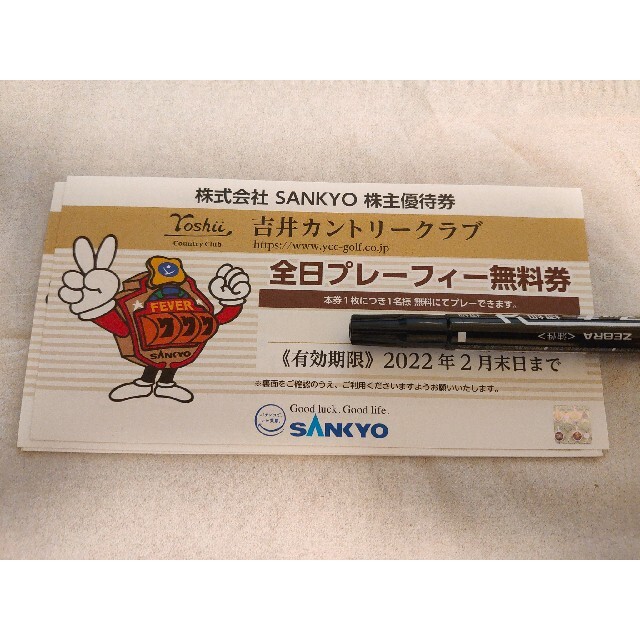 株式会社 SANKYO 株主優待券
Yoshii
Country Club
吉井カントリークラブ
https://www.ycc-golf.co.jp
全日プレーフィー無料券
本券1枚につき1名様 無料にてプレーできます。
FEVER
777
SANKYO
ZEBRA
《有効期限》 2022年2月末日まで
※裏面をご確認のうえ、ご利用くださいますようお願いいたします。
Good luck. Good life.
SANKYO